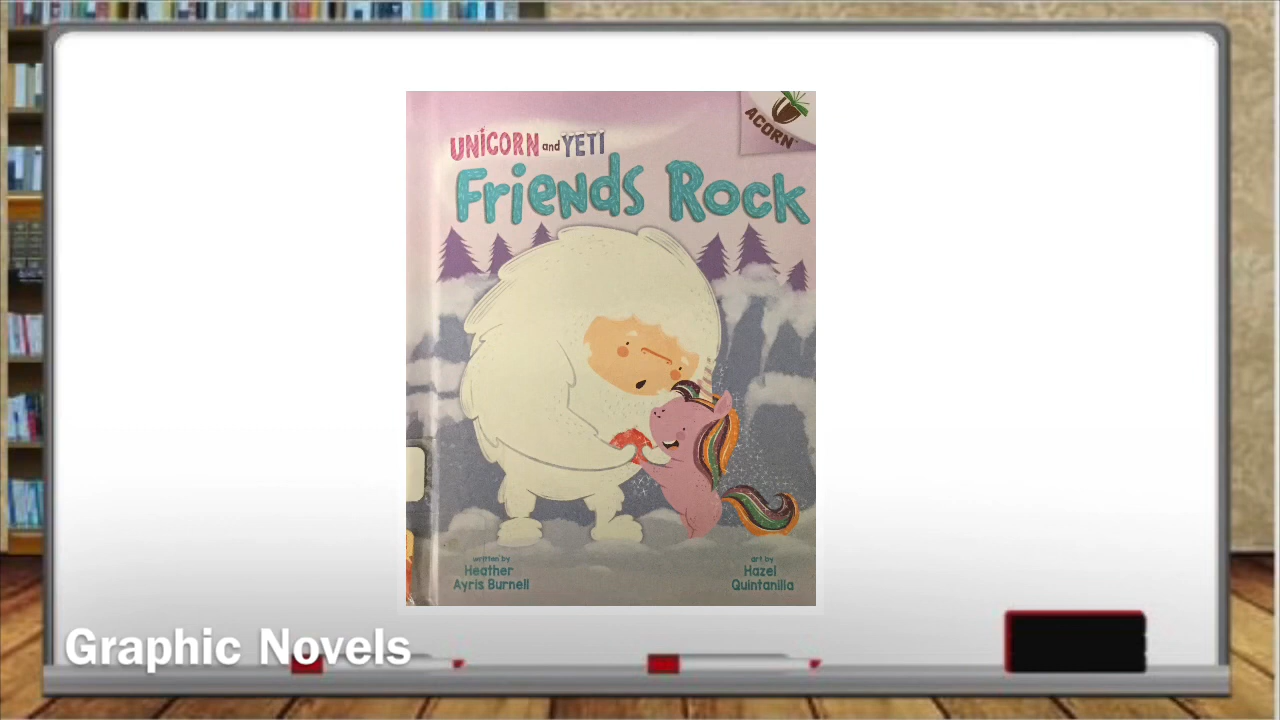 ACORN
UNICORN and YETI
Friends Rock
written by
Heather
Ayris Burnell
art by
Hazel
Quintanilla
Graphic Novels